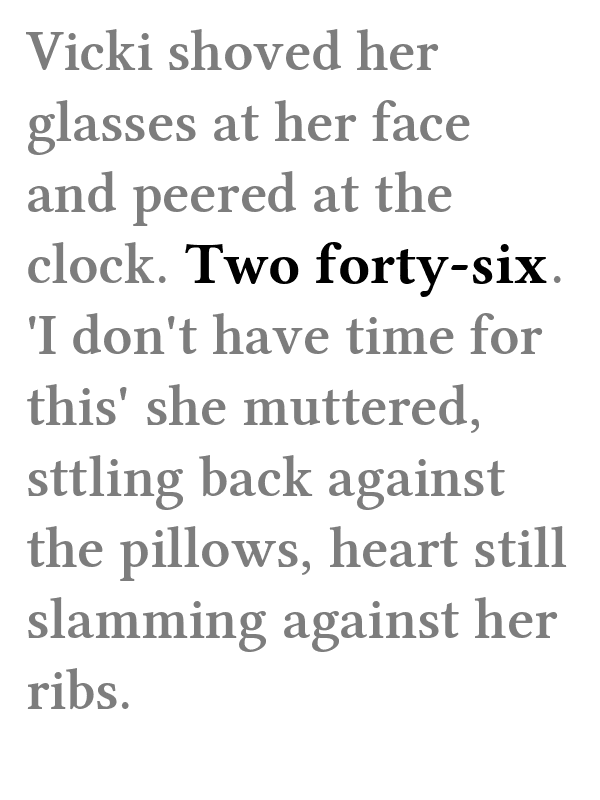 Vicki shoved her
glasses at her face
and peered at the
clock. Two forty-six.
'I don't have time for
this' she muttered,
sttling back against
the pillows, heart still
slamming against her
ribs.